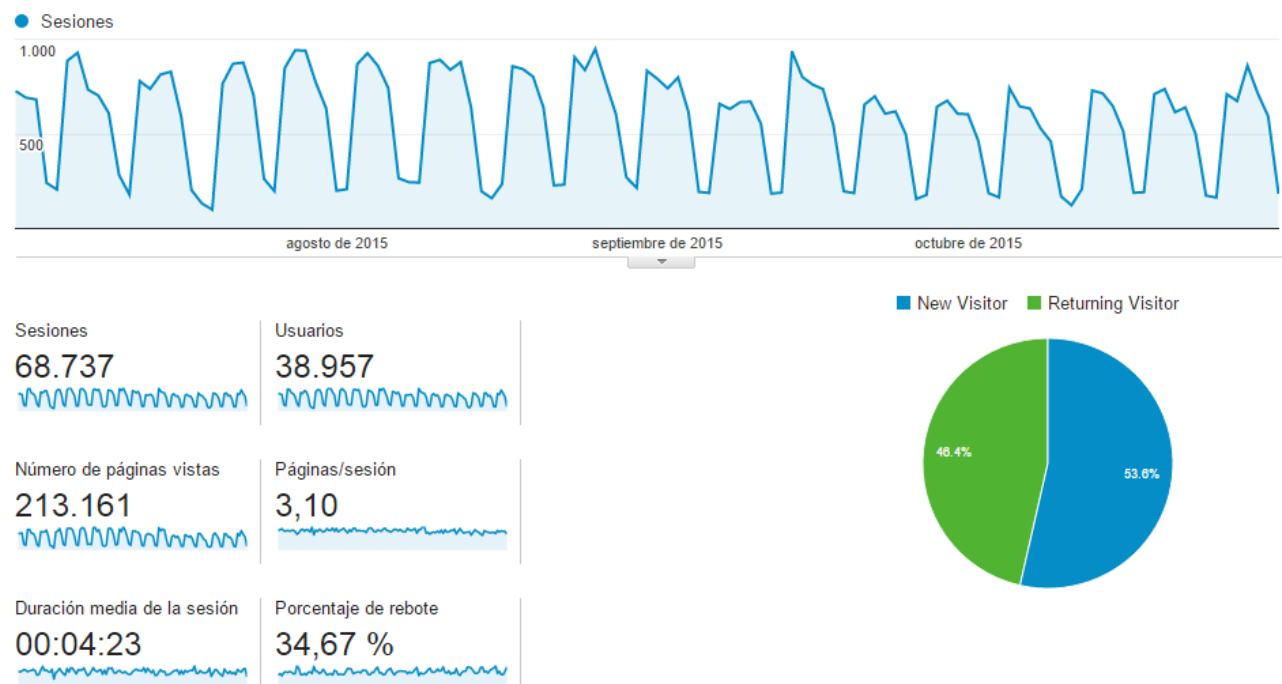 Sesiones
1.000
500
agosto de 2015
septiembre de 2015
octubre de 2015
New Visitor
Returning Visitor
46.4%
53.6%
Sesiones
68.737
Usuarios
38.957
Número de páginas vistas
213.161
Páginas/sesión
3,10
Duración media de la sesión
00:04:23
Porcentaje de rebote
34,67 %